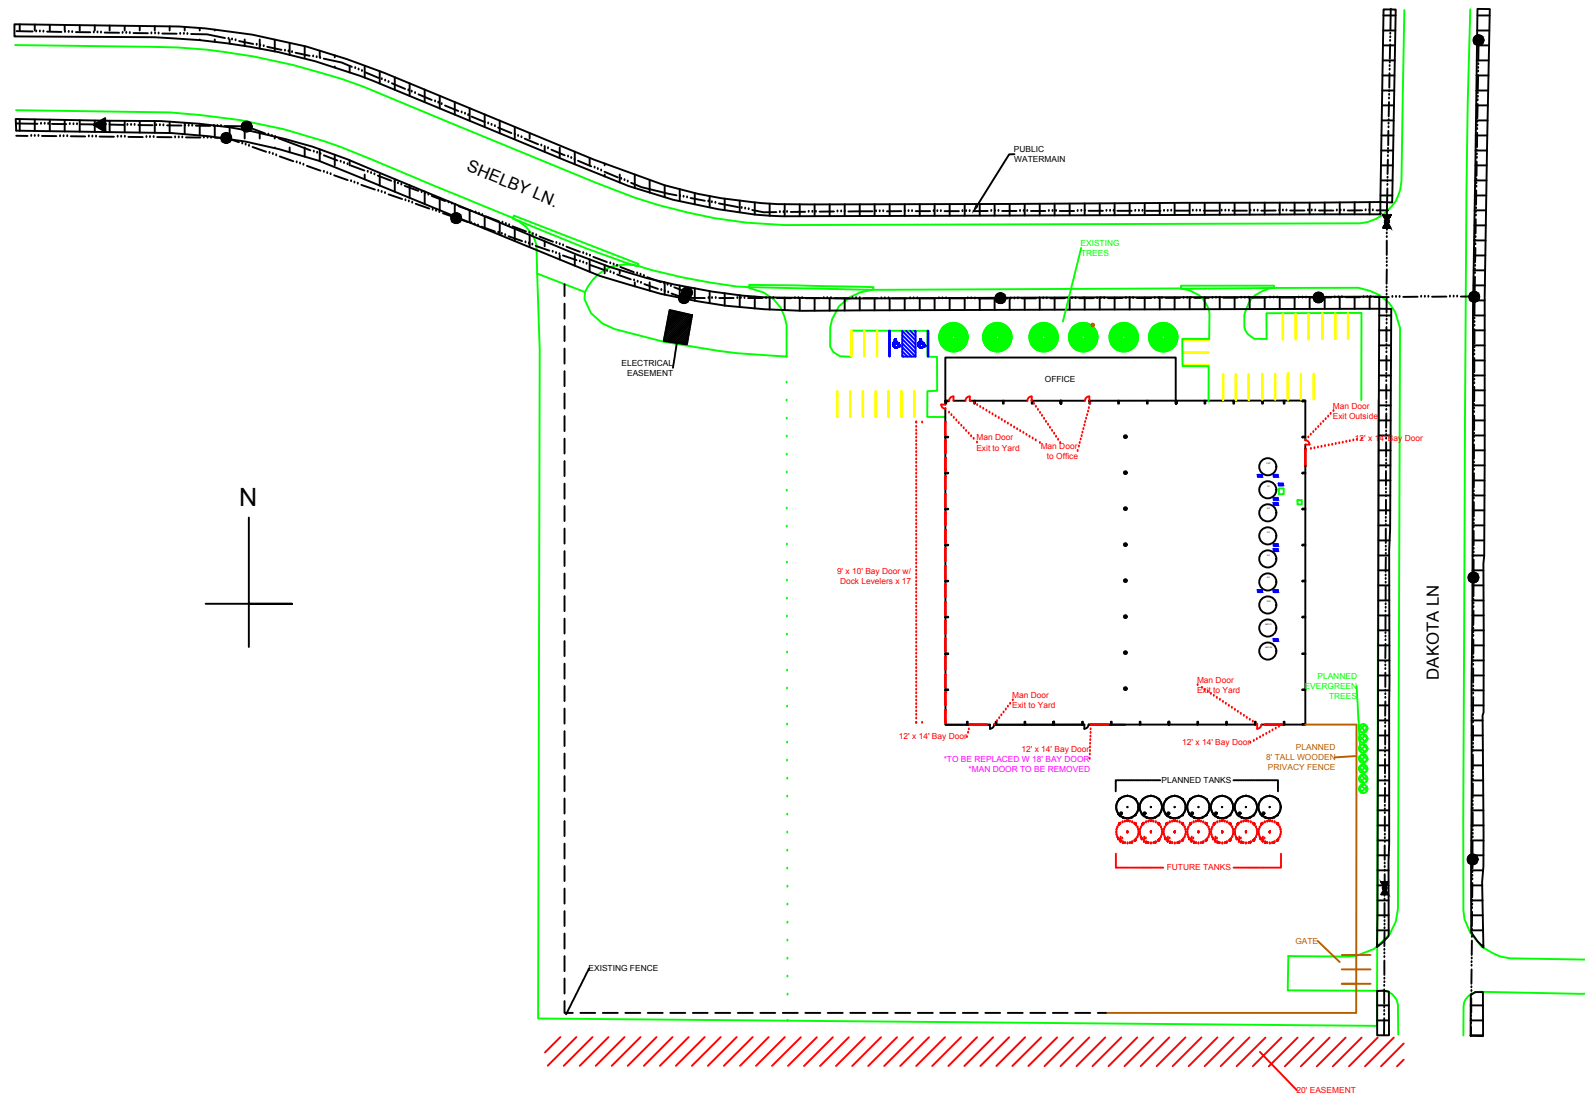 SHELBY LN.
PUBLIC
WATERMAIN
EXISTING
TREES
ELECTRICAL
EASEMENT
OFFICE
Man Door
Exit Outside
12' x 14' Bay Door
Man Door
Exit to Yard
Man Door
to Office
N
9' x 10' Bay Door w/
Dock Levelers x 17
DAKOTA LN
PLANNED
EVERGREEN
TREES
Man Door
Exit to Yard
Man Door
Exit to Yard
12' x 14' Bay Door
12' x 14' Bay Door
*TO BE REPLACED W 18' BAY DOOR
*MAN DOOR TO BE REMOVED
12' x 14' Bay Door
PLANNED
8' TALL WOODEN
PRIVACY FENCE
PLANNED TANKS
FUTURE TANKS
GATE
EXISTING FENCE
20' EASEMENT